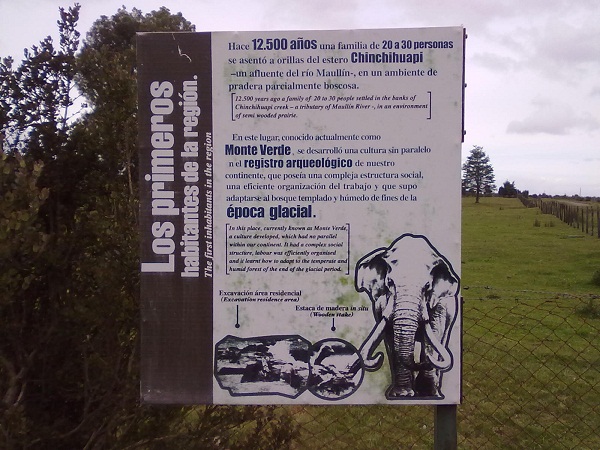 Los primeros
habitantes de la región.
The first inhabitants in the region
Hace 12.500 años una familia de 20 a 30 personas
se asentó a orillas del estero Chinchihuapi
–un afluente del río Maullín-, en un ambiente de
pradera parcialmente boscosa.
12.500 years ago a family of 20 to 30 people settled in the banks of
Chinchihuapi creek – a tributary of Maullín River -, in an environment
of semi wooded prairie.
En este lugar, conocido actualmente como
Monte Verde, se desarrolló una cultura sin paralelo
n el registro arqueológico de nuestro
continente, que poseía una compleja estructura social,
una eficiente organización del trabajo y que supo
adaptarse al bosque templado y húmedo de fines de la
época glacial.
In this place, currently known as Monte Verde,
a culture developed, which had no parallel
within our continent. It had a complex social
structure, labour was efficiently organised
and it learnt how to adapt to the temperate and
humid forest of the end of the glacial period.
Excavación área residencial
(Excavation residence area)
Estaca de madera in situ
(Wooden stake)